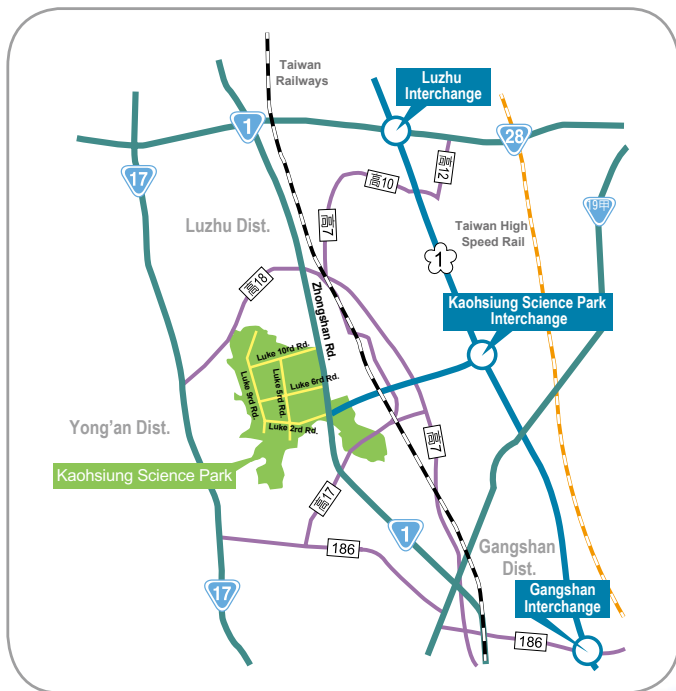 Taiwan
Railways
Luzhu
Interchange
1
28
17
高10
高12
19甲
高7
Luzhu Dist.
Taiwan High
Speed Rail
1
高18
Zhongshan Rd.
Kaohsiung Science Park
Interchange
Luke 10rd Rd.
Luke 9rd Rd.
Luke 5rd Rd.
Luke 6rd Rd.
Luke 2rd Rd.
Yong'an Dist.
高7
Kaohsiung Science Park
高17
1
186
Gangshan
Dist.
17
Gangshan
Interchange
186